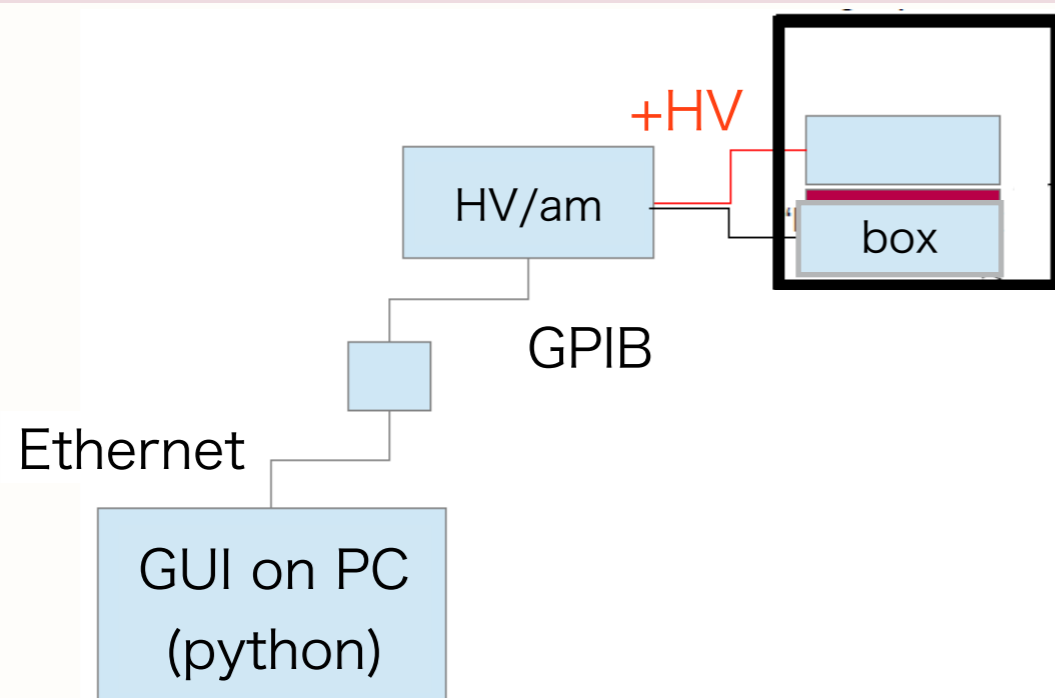 +HV
HV/am
box
GPIB
Ethernet
GUI on PC
(python)